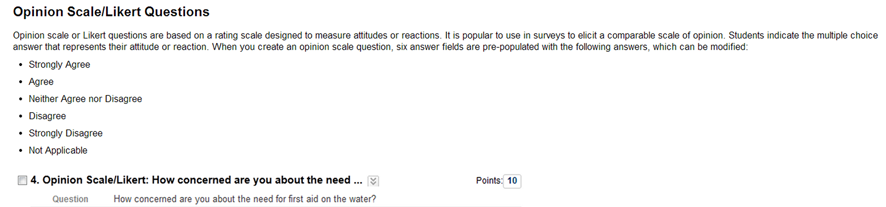 Opinion Scale/Likert Questions
Opinion scale or Likert questions are based on a rating scale designed to measure attitudes or reactions. It is popular to use in surveys to elicit a comparable scale of opinion. Students indicate the multiple choice
answer that represents their attitude or reaction. When you create an opinion scale question, six answer fields are pre-populated with the following answers, which can be modified:
• Strongly Agree
• Agree
• Neither Agree nor Disagree
• Disagree
• Strongly Disagree
• Not Applicable
4. Opinion Scale/Likert: How concerned are you about the need ... Points: 10
Question How concerned are you about the need for first aid on the water?